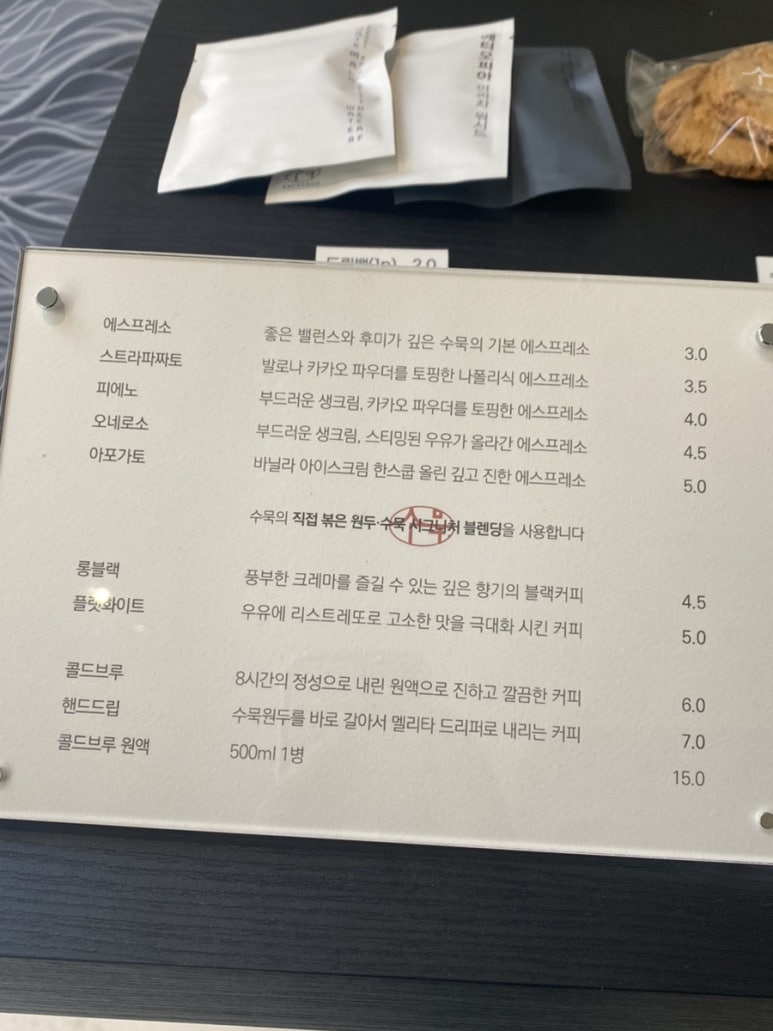 에티오피아
드립백(1p) 2.0
에스프레소 좋은 밸런스와 후미가 깊은 수묵의 기본 에스프레소 3.0
스트라파짜토 발로나 카카오 파우더를 토핑한 나폴리식 에스프레소 3.5
피에노 부드러운 생크림, 카카오 파우더를 토핑한 에스프레소 4.0
오네로소 부드러운 생크림, 스티밍된 우유가 올라간 에스프레소 4.5
아포가토 바닐라 아이스크림 한스쿱 올린 깊고 진한 에스프레소 5.0
수묵의 직접 볶은 원두·수묵 시그니처 블렌딩을 사용합니다
수묵
롱블랙 풍부한 크레마를 즐길 수 있는 깊은 향기의 블랙커피 4.5
플랫화이트 우유에 리스트레또로 고소한 맛을 극대화 시킨 커피 5.0
콜드브루 8시간의 정성으로 내린 원액으로 진하고 깔끔한 커피 6.0
핸드드립 수묵원두를 바로 갈아서 멜리타 드리퍼로 내리는 커피 7.0
콜드브루 원액 500ml 1병 15.0